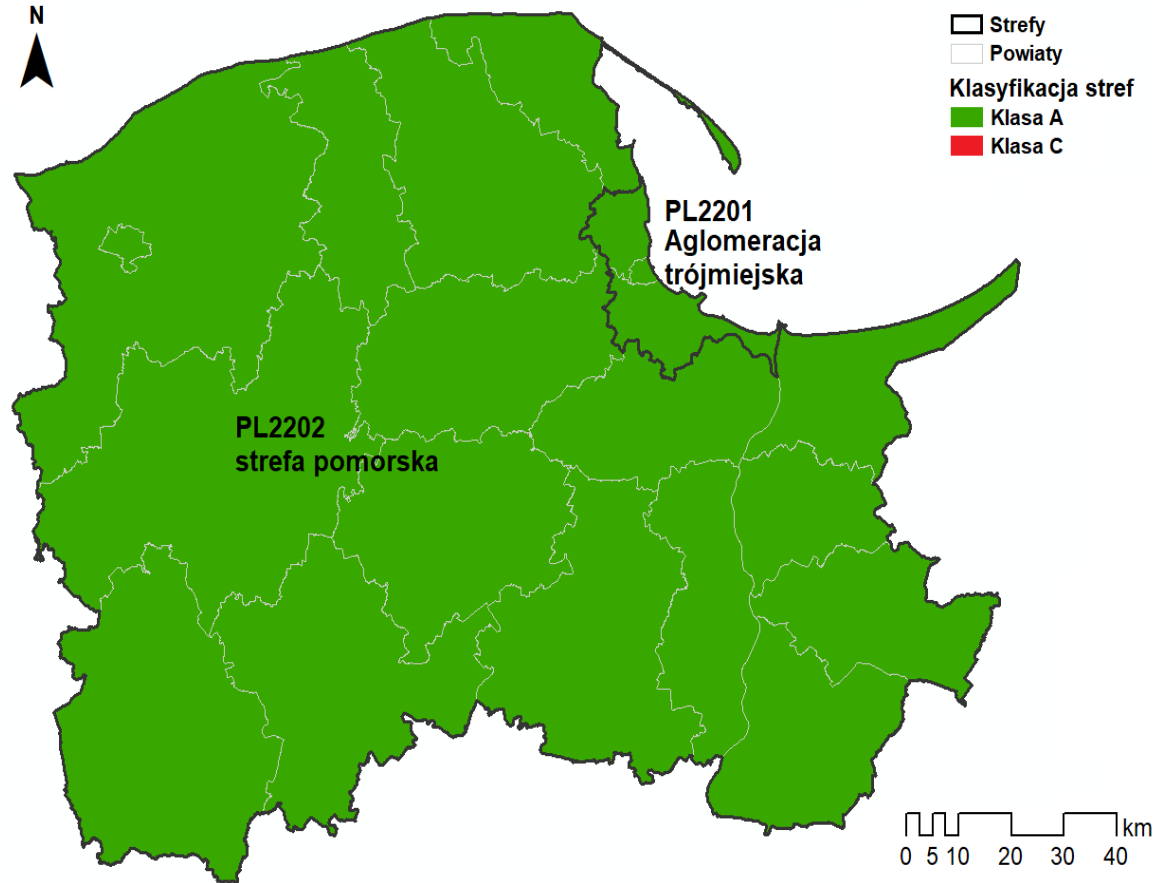 N
Strefy
Powiaty
Klasyfikacja stref
Klasa A
Klasa C
PL2201
Aglomeracja
trójmiejska
PL2202
strefa pomorska
km
0 5 10 20 30 40